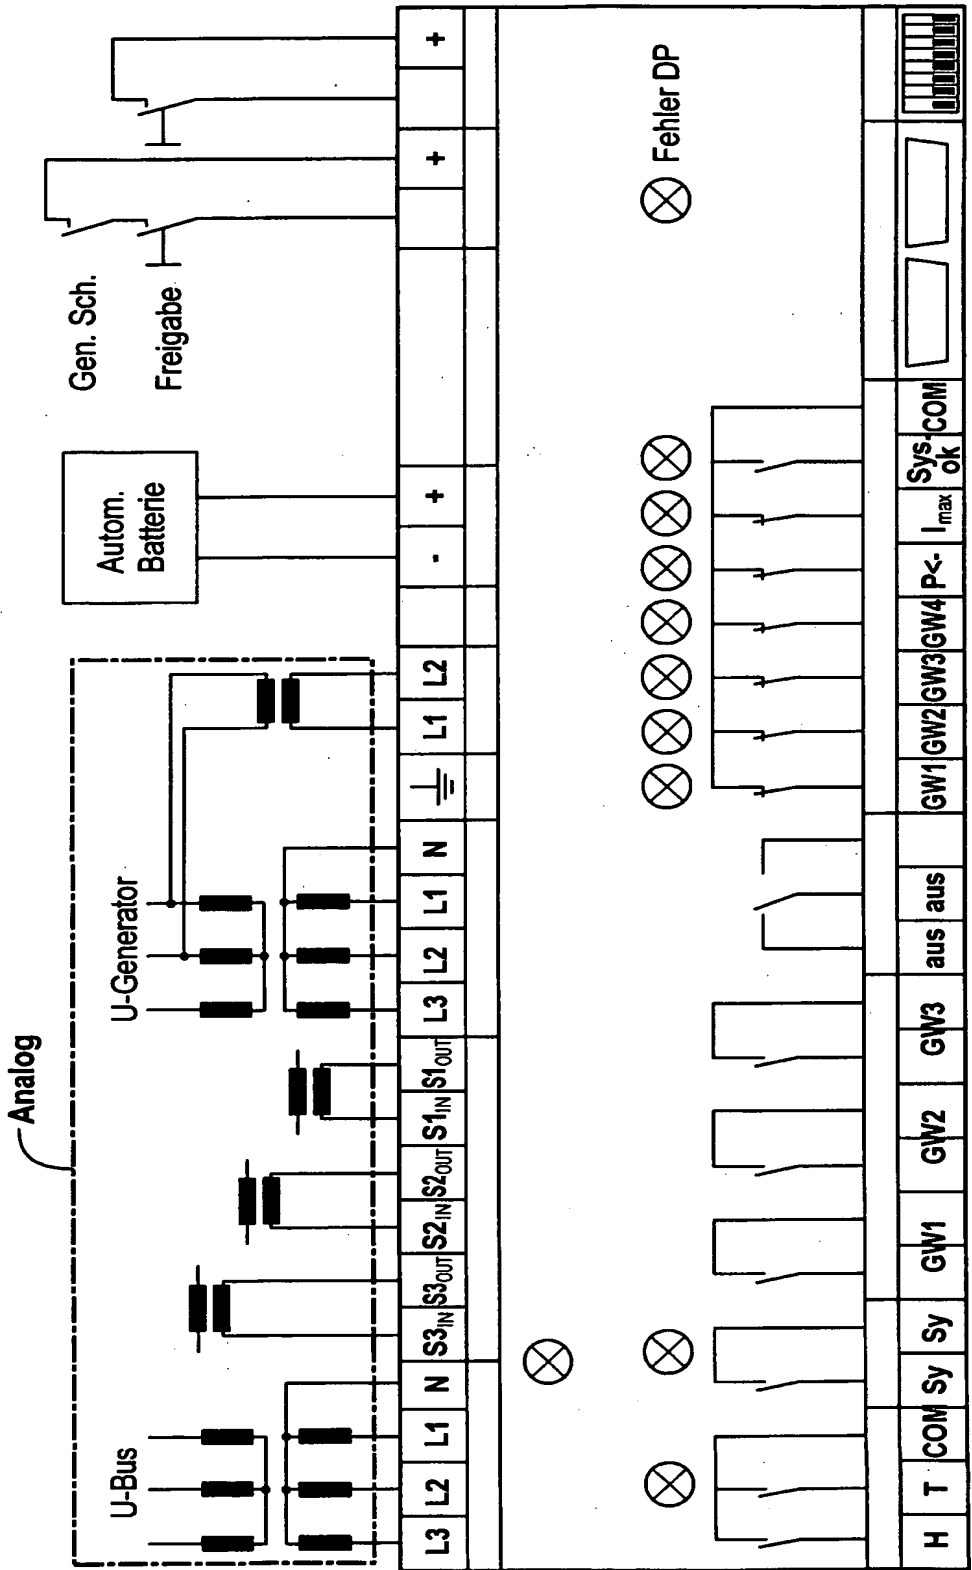 Analog
U-Bus
U-Generator
Autom.
Batterie
Gen. Sch.
Freigabe
L3 L2 L1 N S3IN S3OUT S2IN S2OUT S1IN S1OUT L3 L2 L1 N L1 L2 - + + +
Fehler DP
H T COM Sy Sy GW1 GW2 GW3 aus aus GW1 GW2 GW3 GW4 P<- Imax Sys. ok COM